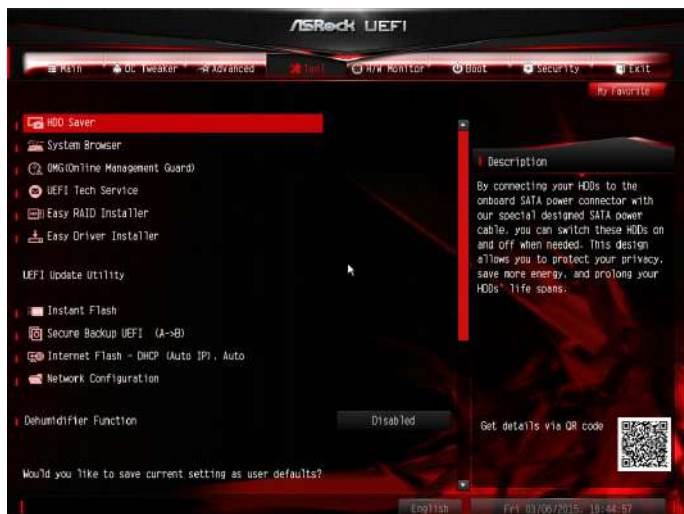 ASRock UEFI
Main
OC Tweaker
Advanced
Tool
H/W Monitor
Boot
Security
Exit
My Favorite
HDD Saver
System Browser
OMG(Online Management Guard)
UEFI Tech Service
Easy RAID Installer
Easy Driver Installer
UEFI Update Utility
Instant Flash
Secure Backup UEFI (A->B)
Internet Flash - DHCP (Auto IP), Auto
Network Configuration
Dehumidifier Function
Disabled
Would you like to save current setting as user defaults?
Description
By connecting your HDDs to the
onboard SATA power connector with
our special designed SATA power
cable, you can switch these HDDs on
and off when needed. This design
allows you to protect your privacy,
save more energy, and prolong your
HDDs' life spans.
Get details via QR code
English
Fri 03/06/2015, 16:44:57